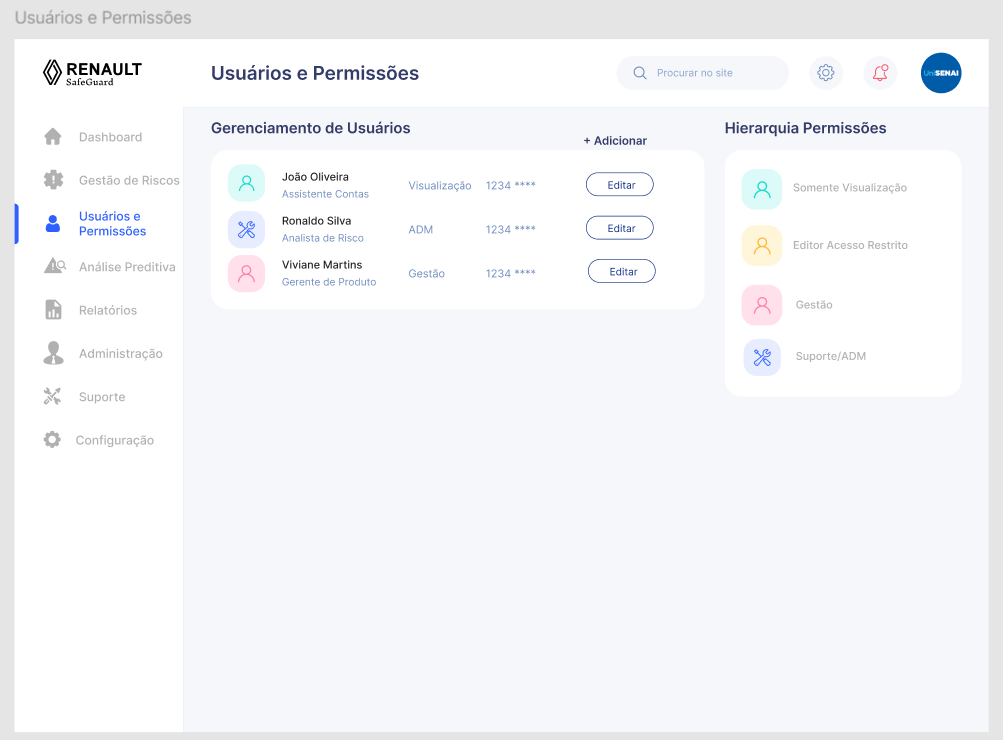 Usuários e Permissões
RENAULT
SafeGuard
Usuários e Permissões
Procurar no site
UniSENAI
Dashboard
Gestão de Riscos
Usuários e
Permissões
Análise Preditiva
Relatórios
Administração
Suporte
Configuração
Gerenciamento de Usuários
+ Adicionar
João Oliveira
Assistente Contas
Visualização
1234 ****
Editar
Ronaldo Silva
Analista de Risco
ADM
1234 ****
Editar
Viviane Martins
Gerente de Produto
Gestão
1234 ****
Editar
Hierarquia Permissões
Somente Visualização
Editor Acesso Restrito
Gestão
Suporte/ADM